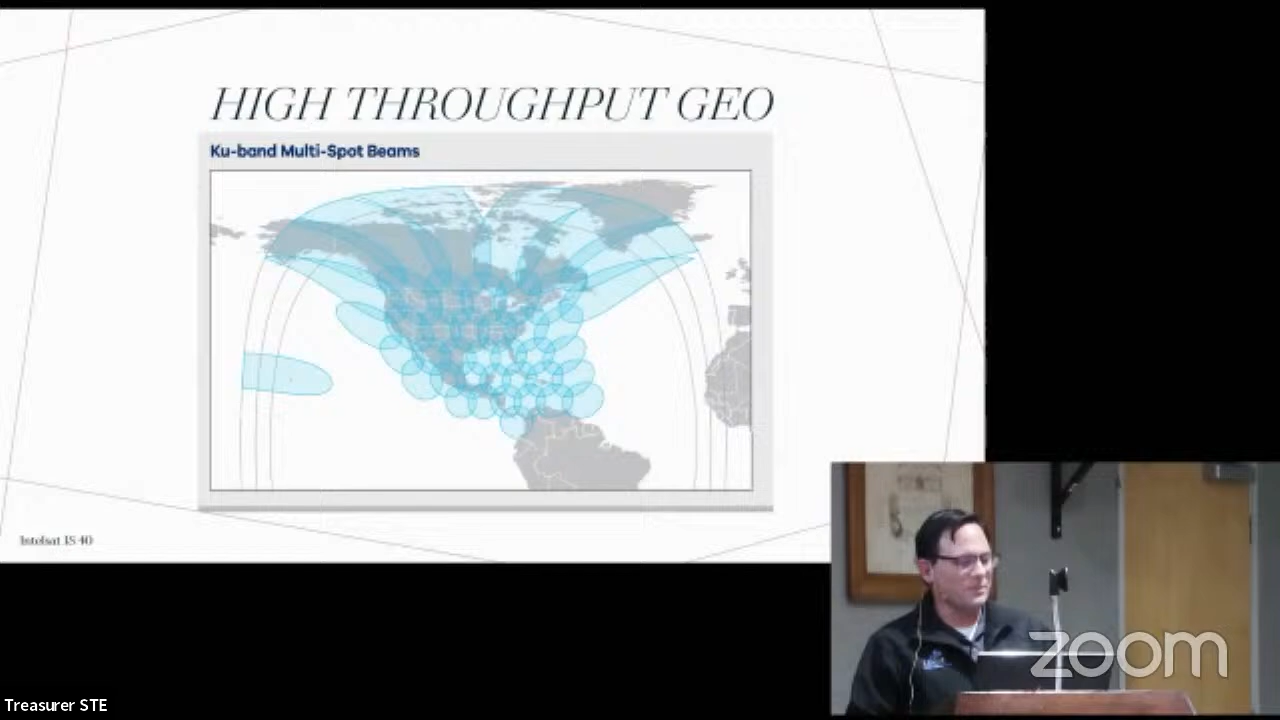 HIGH THROUGHPUT GEO
Ku-band Multi-Spot Beams
Intelsat IS 40
zoom
Treasurer STE